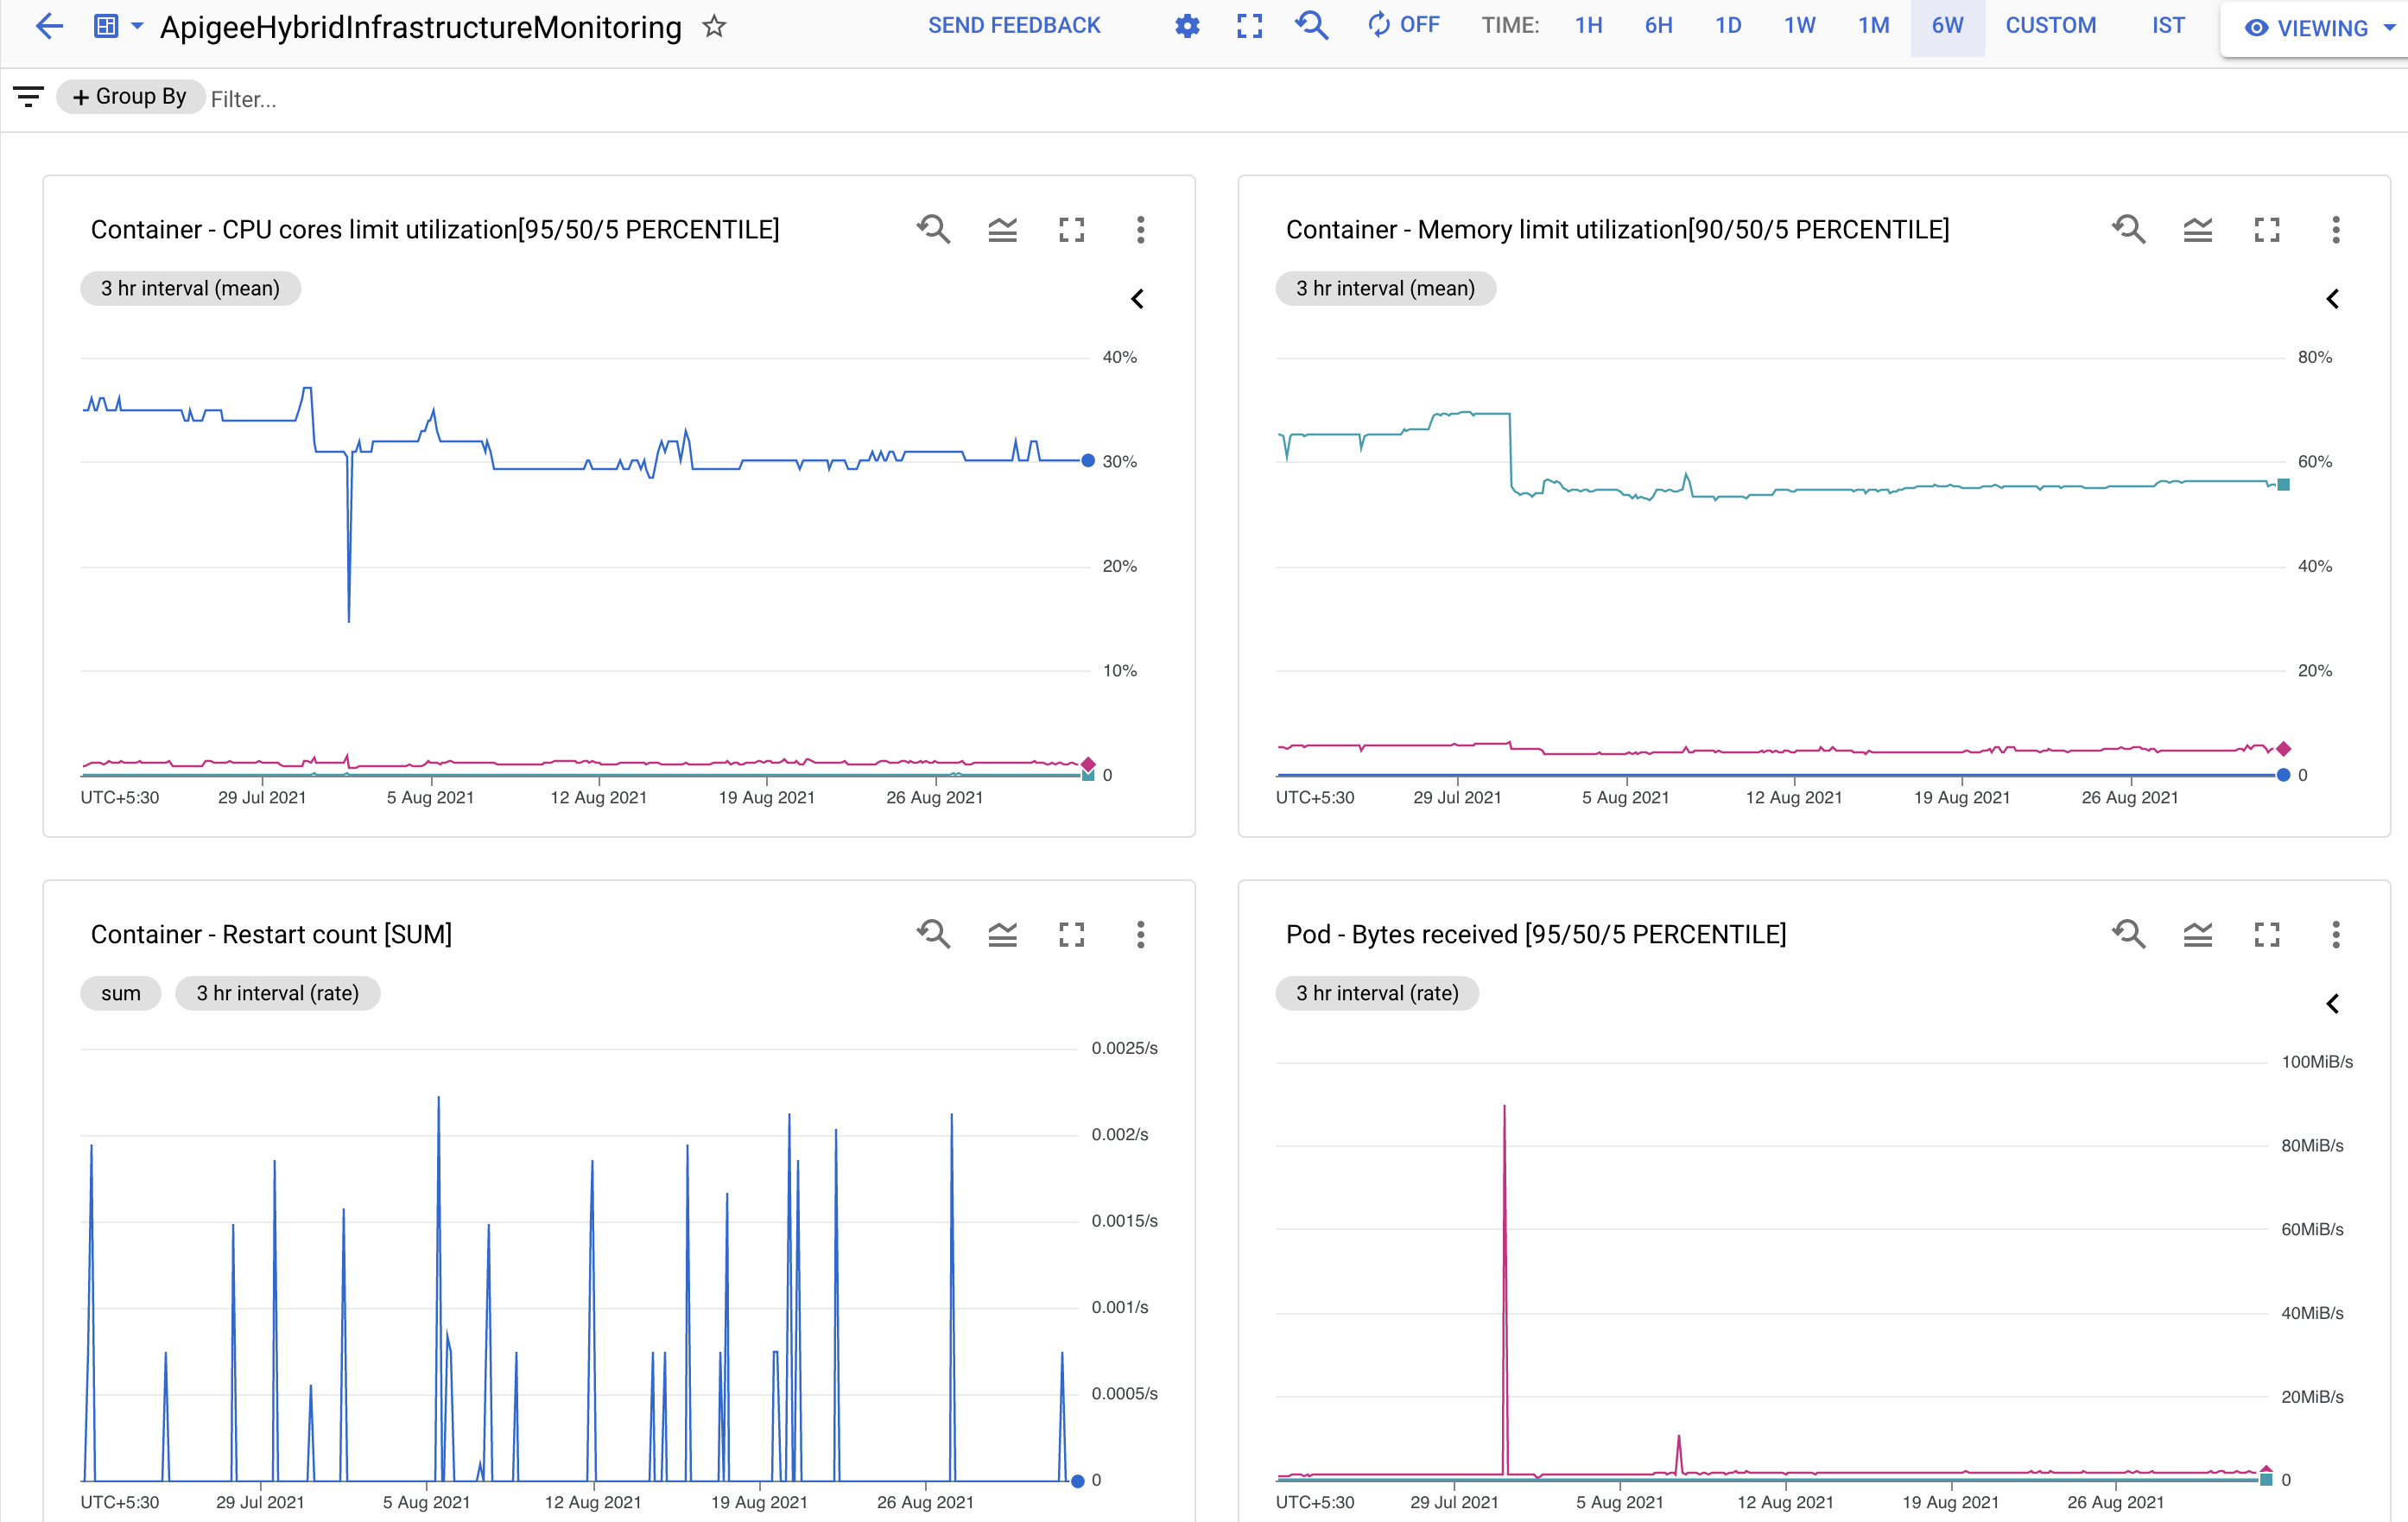 ApigeeHybridInfrastructureMonitoring SEND FEEDBACK OFF TIME: 1H 6H 1D 1W 1M 6W CUSTOM IST VIEWING
+ Group By Filter...
Container - CPU cores limit utilization[95/50/5 PERCENTILE]
3 hr interval (mean)
40%
30%
20%
10%
0
UTC+5:30 29 Jul 2021 5 Aug 2021 12 Aug 2021 19 Aug 2021 26 Aug 2021
Container - Memory limit utilization[90/50/5 PERCENTILE]
3 hr interval (mean)
80%
60%
40%
20%
0
UTC+5:30 29 Jul 2021 5 Aug 2021 12 Aug 2021 19 Aug 2021 26 Aug 2021
Container - Restart count [SUM]
sum 3 hr interval (rate)
0.0025/s
0.002/s
0.0015/s
0.001/s
0.0005/s
0
UTC+5:30 29 Jul 2021 5 Aug 2021 12 Aug 2021 19 Aug 2021 26 Aug 2021
Pod - Bytes received [95/50/5 PERCENTILE]
3 hr interval (rate)
100MiB/s
80MiB/s
60MiB/s
40MiB/s
20MiB/s
0
UTC+5:30 29 Jul 2021 5 Aug 2021 12 Aug 2021 19 Aug 2021 26 Aug 2021